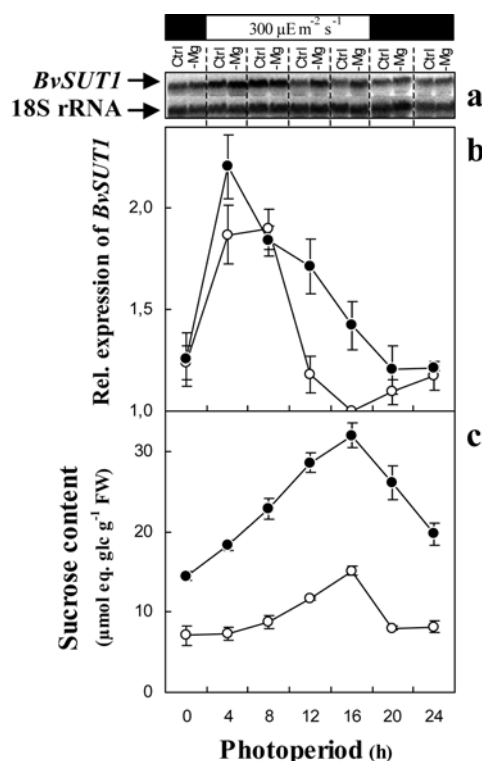 300 µE m⁻² s⁻¹
Ctrl -Mg Ctrl -Mg Ctrl -Mg Ctrl -Mg Ctrl -Mg Ctrl -Mg Ctrl -Mg
BvSUT1
18S rRNA
a
b
Rel. expression of BvSUT1
2,0
1,5
1,0
c
Sucrose content
(µmol eq. glc g⁻¹ FW)
30
20
10
0
0 4 8 12 16 20 24
Photoperiod (h)